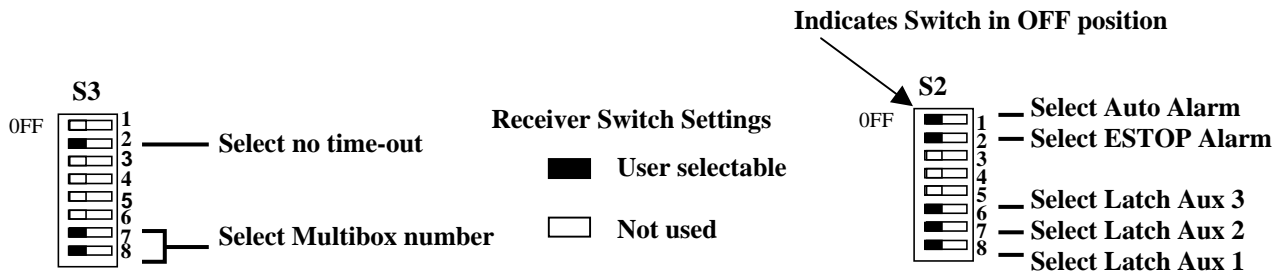 Indicates Switch in OFF position
S3
0FF
1
2
3
4
5
6
7
8
Select no time-out
Select Multibox number
Receiver Switch Settings
User selectable
Not used
S2
0FF
1
2
3
4
5
6
7
8
Select Auto Alarm
Select ESTOP Alarm
Select Latch Aux 3
Select Latch Aux 2
Select Latch Aux 1